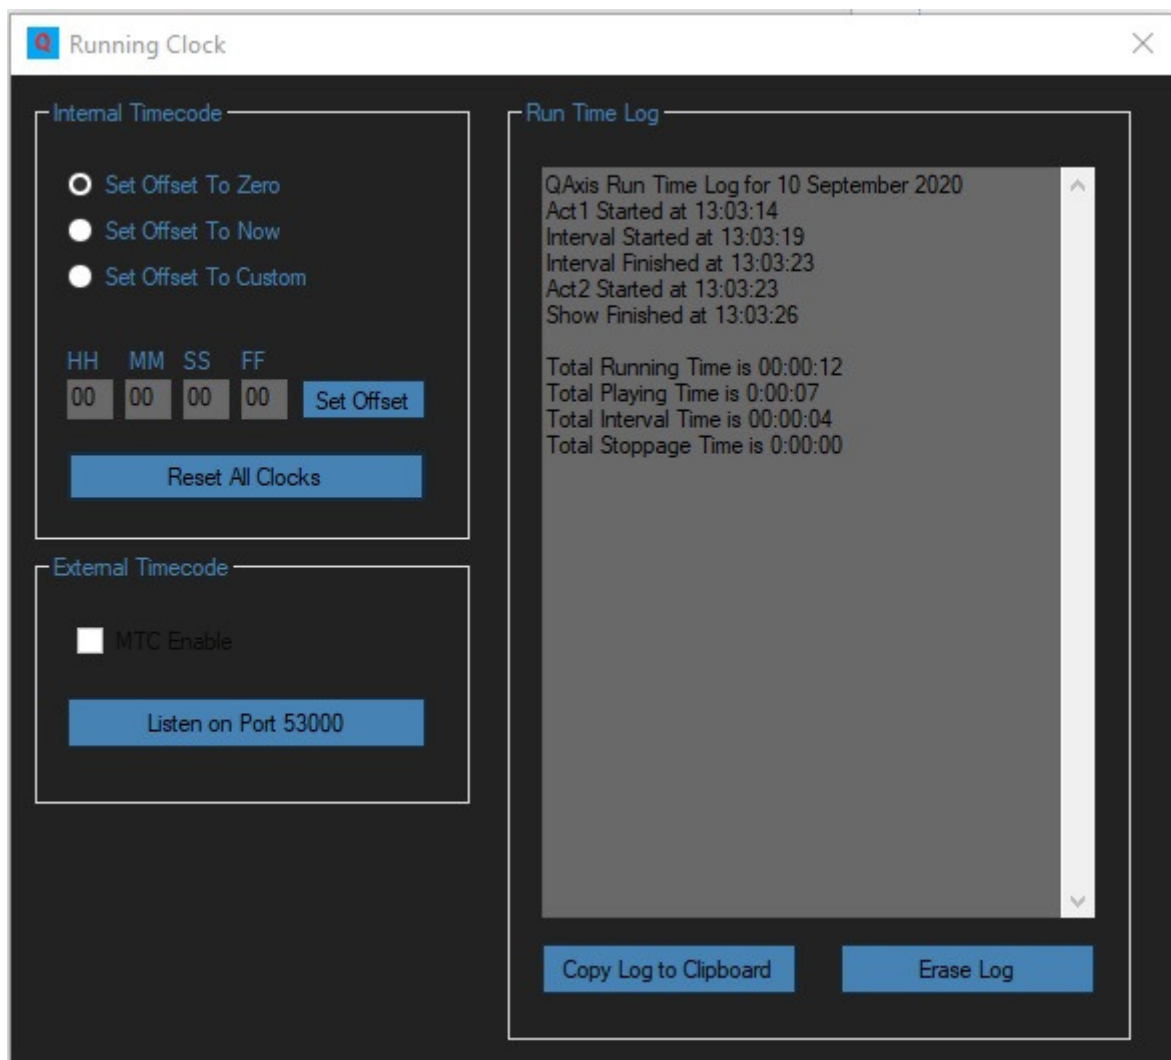 Q Running Clock
Internal Timecode
Set Offset To Zero
Set Offset To Now
Set Offset To Custom
HH MM SS FF
00 00 00 00 Set Offset
Reset All Clocks
External Timecode
MTC Enable
Listen on Port 53000
Run Time Log
QAxis Run Time Log for 10 September 2020
Act1 Started at 13:03:14
Interval Started at 13:03:19
Interval Finished at 13:03:23
Act2 Started at 13:03:23
Show Finished at 13:03:26
Total Running Time is 00:00:12
Total Playing Time is 0:00:07
Total Interval Time is 00:00:04
Total Stoppage Time is 0:00:00
Copy Log to Clipboard
Erase Log